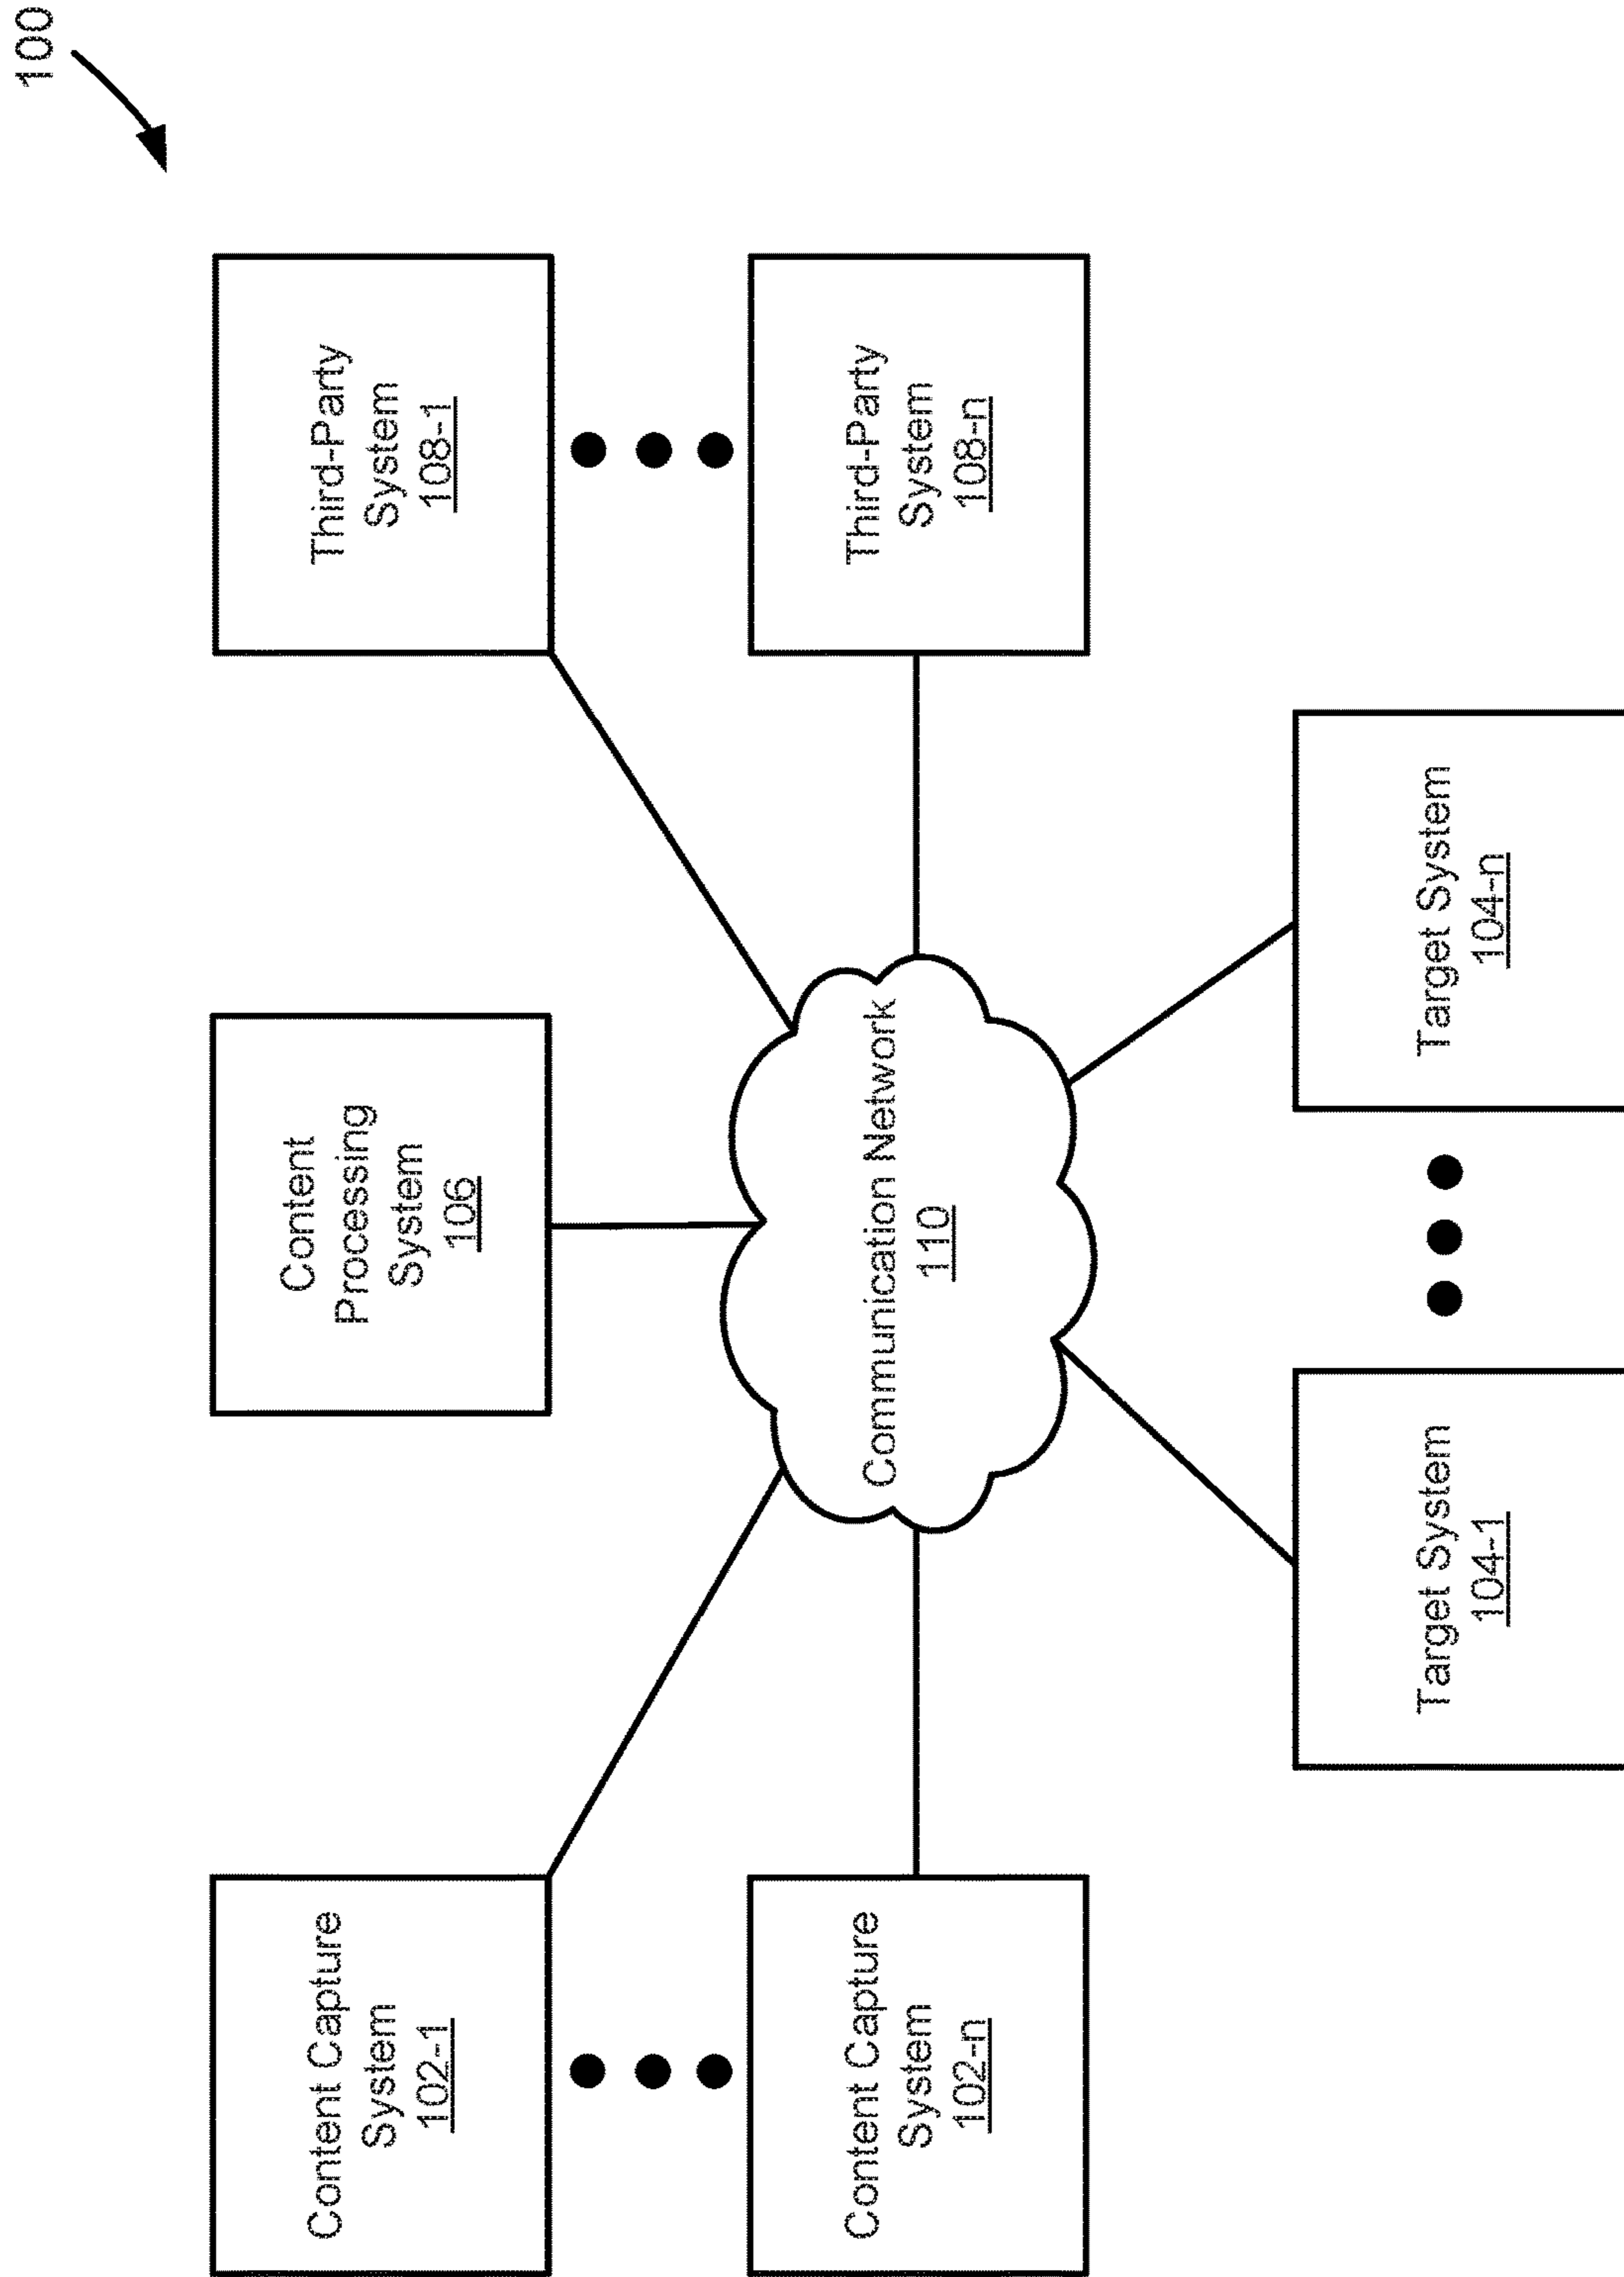 100
Content Capture
System
102-1
Content
Processing
System
106
Third-Party
System
108-1
Content Capture
System
102-n
Communication Network
110
Third-Party
System
108-n
Target System
104-1
Target System
104-n